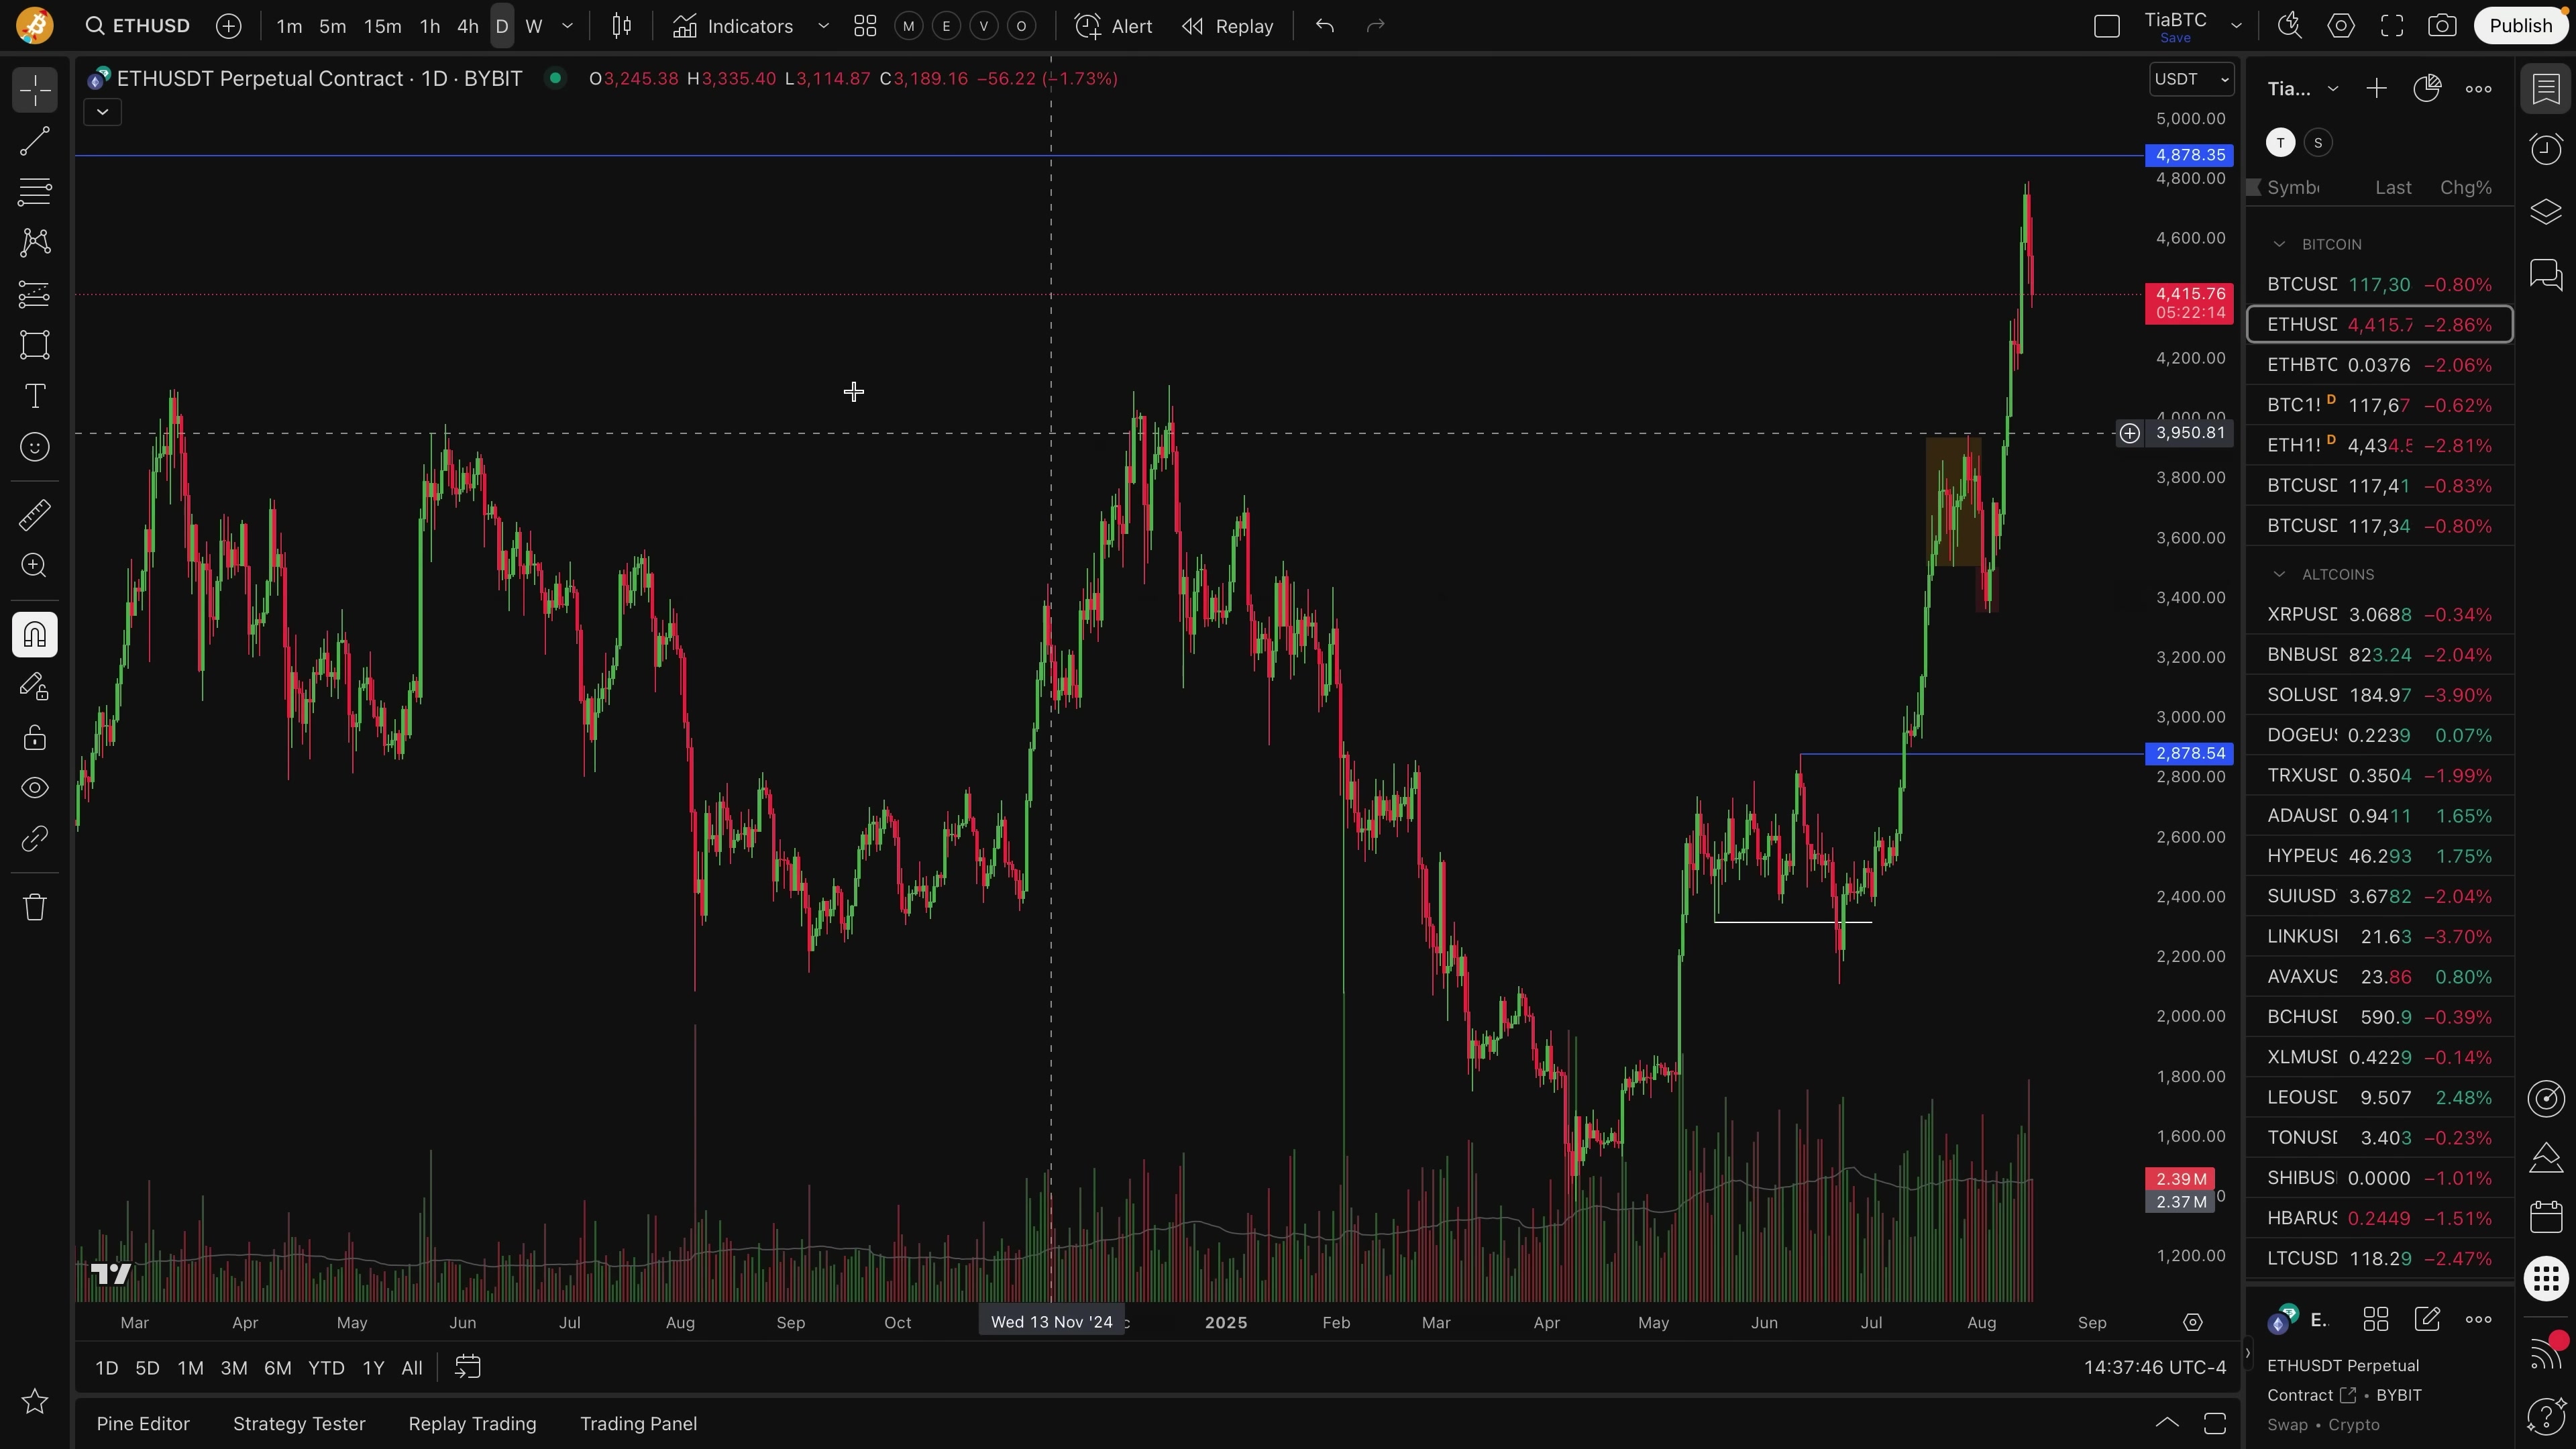 ETHUSD 1m 5m 15m 1h 4h D W Indicators M E V O Alert Replay TiaBTC Save Publish
ETHUSDT Perpetual Contract · 1D · BYBIT O3,245.38 H3,335.40 L3,114.87 C3,189.16 −56.22 (−1.73%)
USDT
5,000.00
4,878.35
4,800.00
4,600.00
4,415.76
05:22:14
4,200.00
4,000.00
3,950.81
3,800.00
3,600.00
3,400.00
3,200.00
3,000.00
2,878.54
2,800.00
2,600.00
2,400.00
2,200.00
2,000.00
1,800.00
1,600.00
2.39 M
2.37 M
0
1,200.00
Mar Apr May Jun Jul Aug Sep Oct Wed 13 Nov '24 c 2025 Feb Mar Apr May Jun Jul Aug Sep
1D 5D 1M 3M 6M YTD 1Y All 14:37:46 UTC-4
Pine Editor Strategy Tester Replay Trading Trading Panel
Tia...
T S
Symb Last Chg%
BITCOIN
BTCUSD 117,30 −0.80%
ETHUSD 4,415.7 −2.86%
ETHBTC 0.0376 −2.06%
BTC1! D 117,67 −0.62%
ETH1! D 4,434.5 −2.81%
BTCUSD 117,41 −0.83%
BTCUSD 117,34 −0.80%
ALTCOINS
XRPUSD 3.0688 −0.34%
BNBUSD 823.24 −2.04%
SOLUSD 184.97 −3.90%
DOGEUS 0.2239 0.07%
TRXUSD 0.3504 −1.99%
ADAUSD 0.9411 1.65%
HYPEUS 46.293 1.75%
SUIUSD 3.6782 −2.04%
LINKUSI 21.63 −3.70%
AVAXUS 23.86 0.80%
BCHUSD 590.9 −0.39%
XLMUSD 0.4229 −0.14%
LEOUSD 9.507 2.48%
TONUSD 3.403 −0.23%
SHIBUS 0.0000 −1.01%
HBARUS 0.2449 −1.51%
LTCUSD 118.29 −2.47%
E.
ETHUSDT Perpetual
Contract • BYBIT
Swap • Crypto